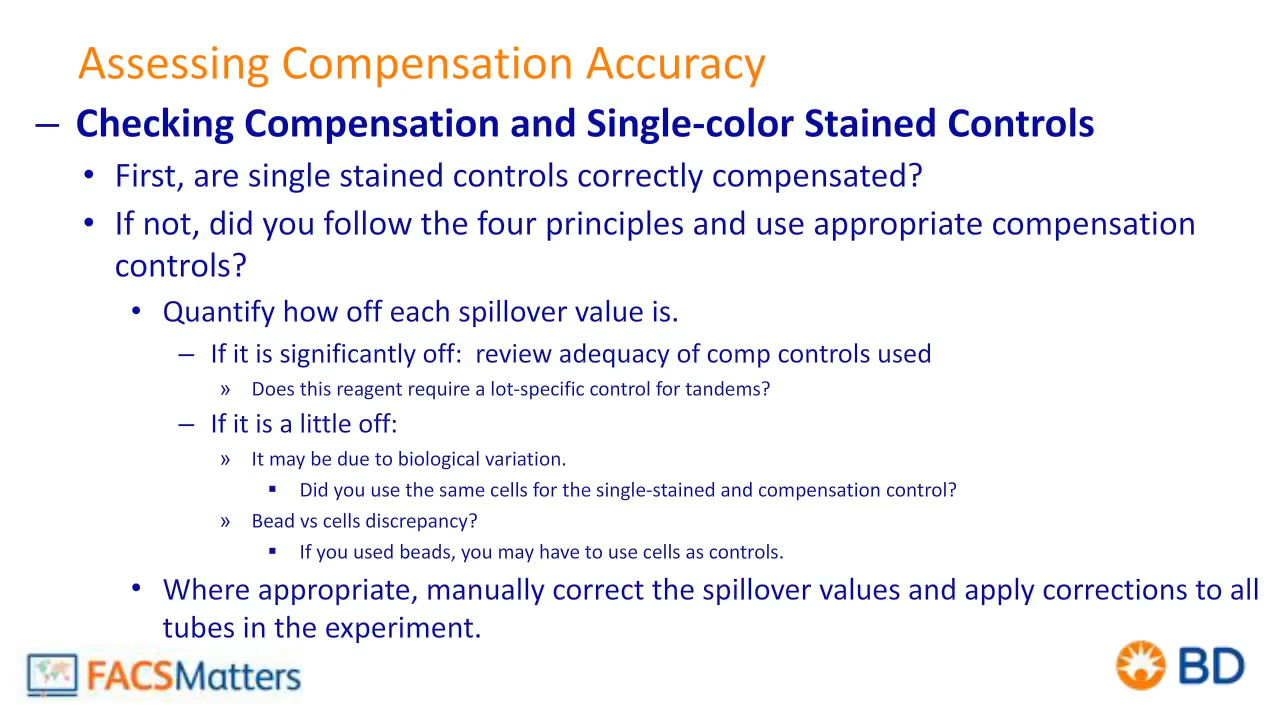 Assessing Compensation Accuracy
– Checking Compensation and Single-color Stained Controls
• First, are single stained controls correctly compensated?
• If not, did you follow the four principles and use appropriate compensation
controls?
• Quantify how off each spillover value is.
– If it is significantly off:  review adequacy of comp controls used
» Does this reagent require a lot-specific control for tandems?
– If it is a little off:
» It may be due to biological variation.
▪ Did you use the same cells for the single-stained and compensation control?
» Bead vs cells discrepancy?
▪ If you used beads, you may have to use cells as controls.
• Where appropriate, manually correct the spillover values and apply corrections to all
tubes in the experiment.
FACSMatters
BD